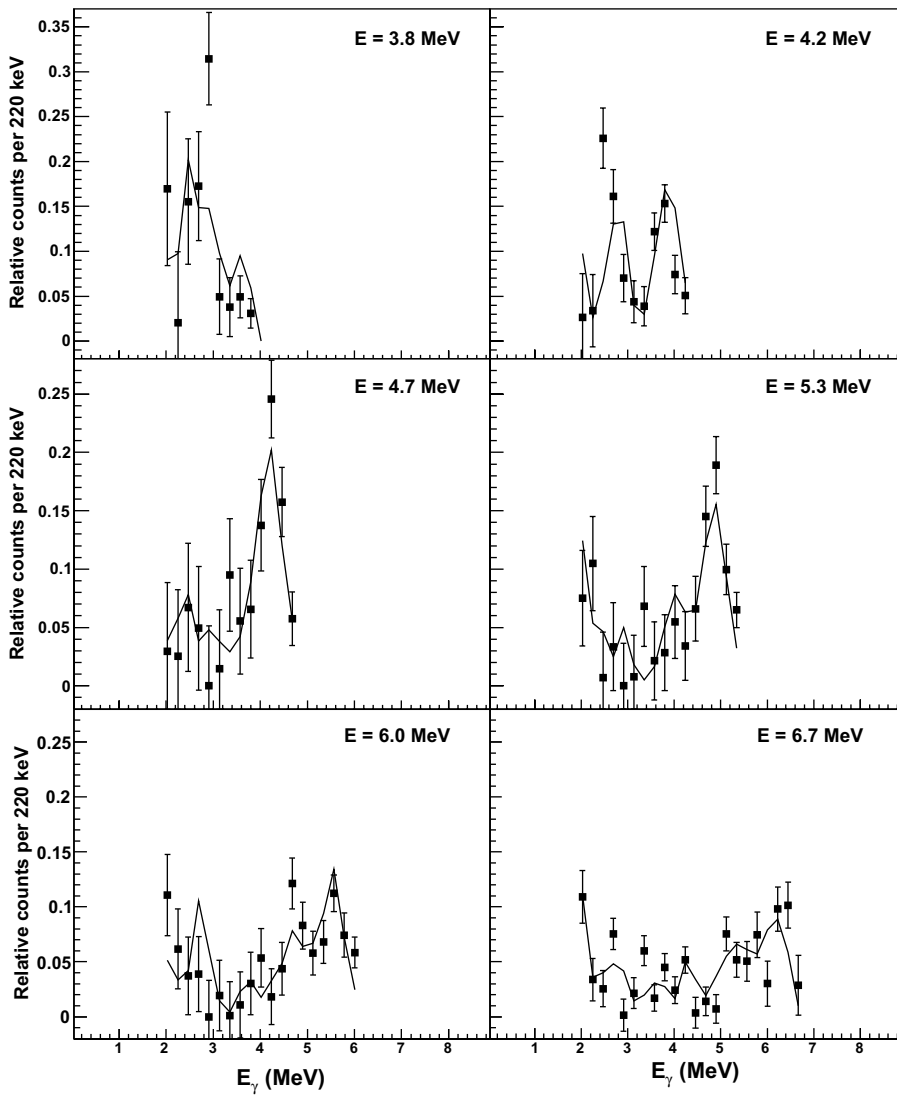 E = 3.8 MeV
E = 4.2 MeV
Relative counts per 220 keV
0.35
0.3
0.25
0.2
0.15
0.1
0.05
0
E = 4.7 MeV
E = 5.3 MeV
Relative counts per 220 keV
0.25
0.2
0.15
0.1
0.05
0
E = 6.0 MeV
E = 6.7 MeV
Relative counts per 220 keV
0.25
0.2
0.15
0.1
0.05
0
1 2 3 4 5 6 7 8
1 2 3 4 5 6 7 8
E_γ (MeV)
E_γ (MeV)